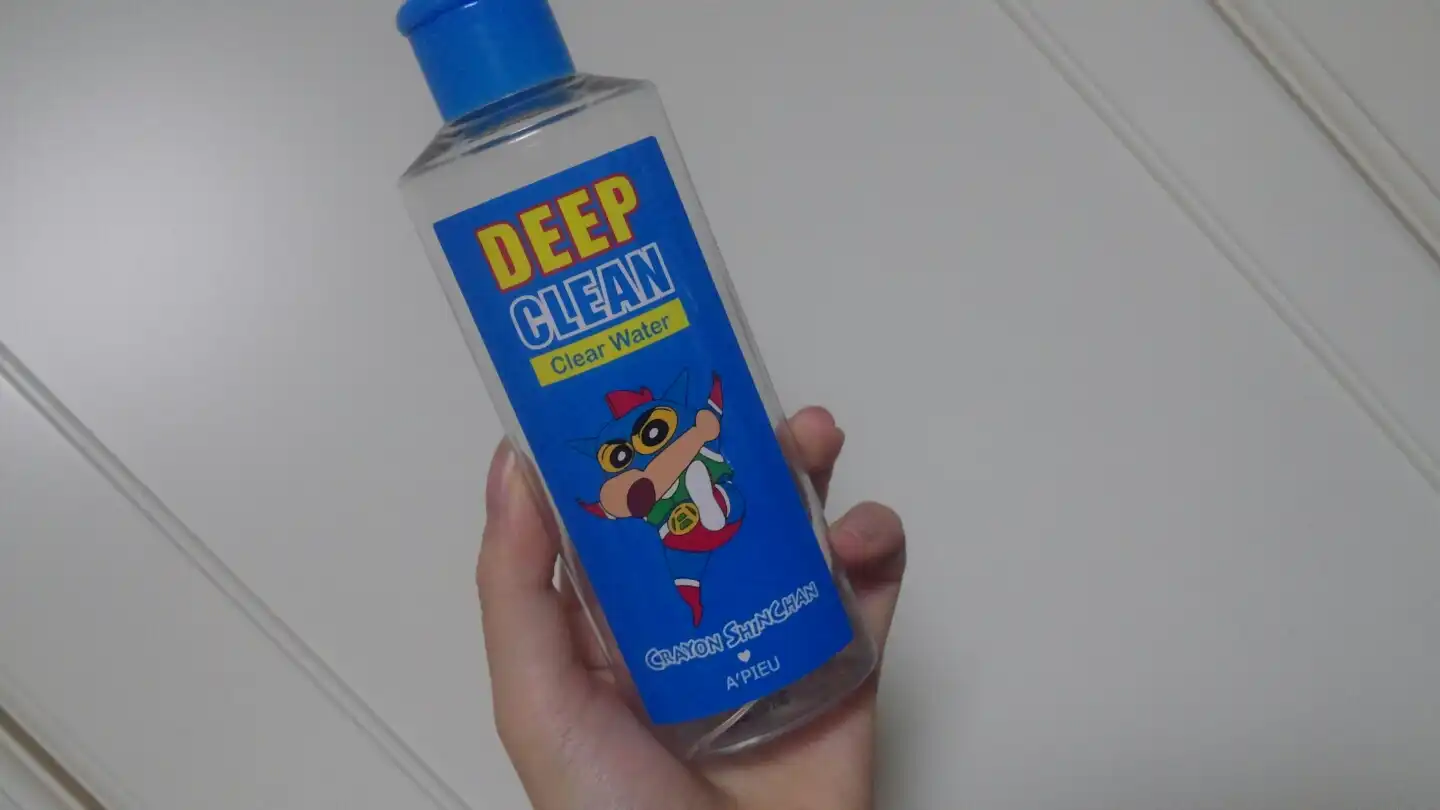 DEEP
CLEAN
Clear Water
CRAYON SHINCHAN
A'PIEU